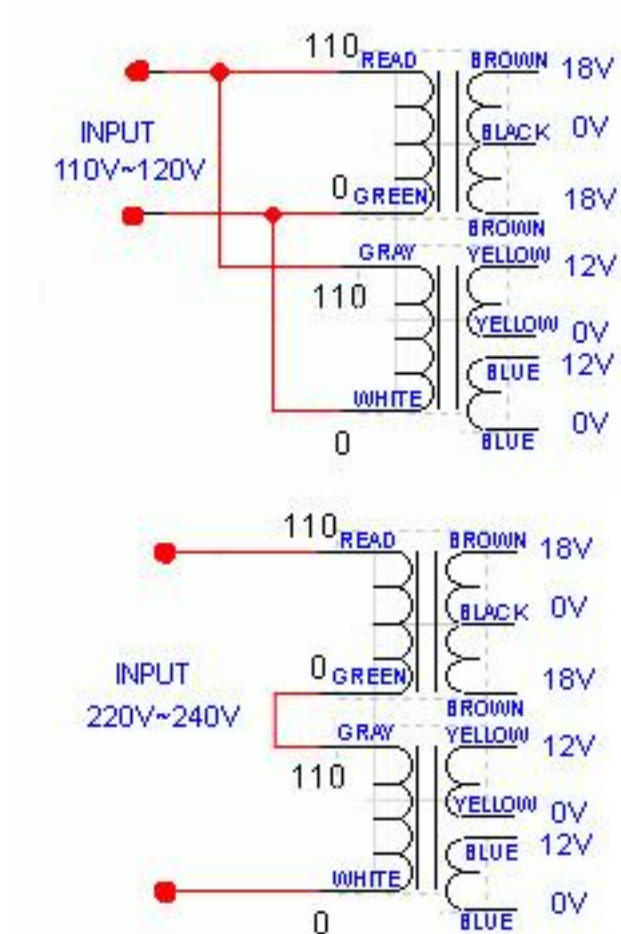 110
READ
BROWN
18V
INPUT
110V~120V
BLACK
0V
0
GREEN
18V
BROWN
GRAY
YELLOW
12V
110
YELLOW
0V
BLUE
12V
WHITE
0V
0
BLUE
110
READ
BROWN
18V
BLACK
0V
INPUT
220V~240V
0
GREEN
18V
BROWN
GRAY
YELLOW
12V
110
YELLOW
0V
BLUE
12V
WHITE
0V
0
BLUE